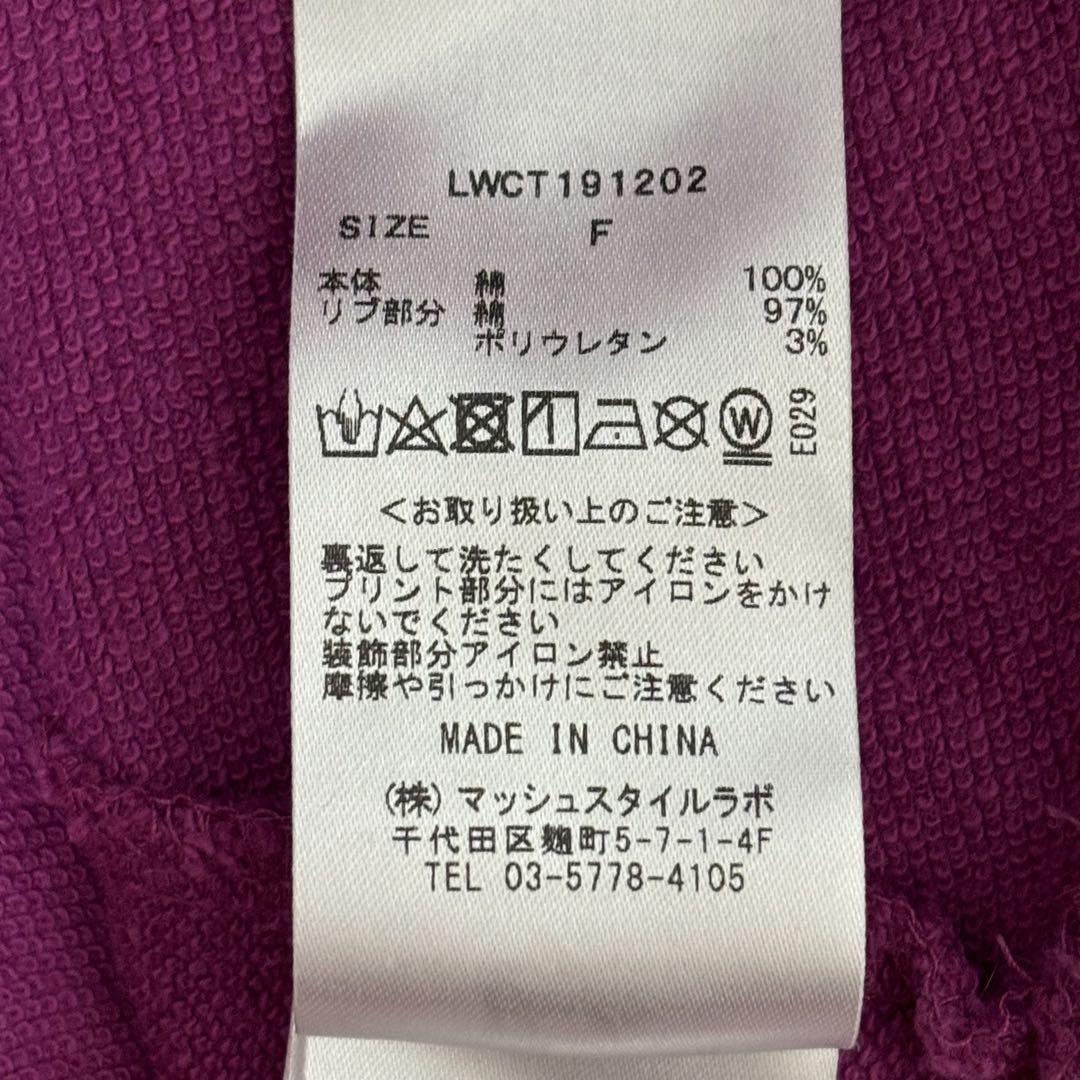 LWCT191202
SIZE F
本体 綿 100%
リブ部分 綿 97%
ポリウレタン 3%
W E029
<お取り扱い上のご注意>
裏返して洗たくしてください
プリント部分にはアイロンをかけ
ないでください
装飾部分アイロン禁止
摩擦や引っかけにご注意ください
MADE IN CHINA
(株)マッシュスタイルラボ
千代田区麹町5-7-1-4F
TEL 03-5778-4105